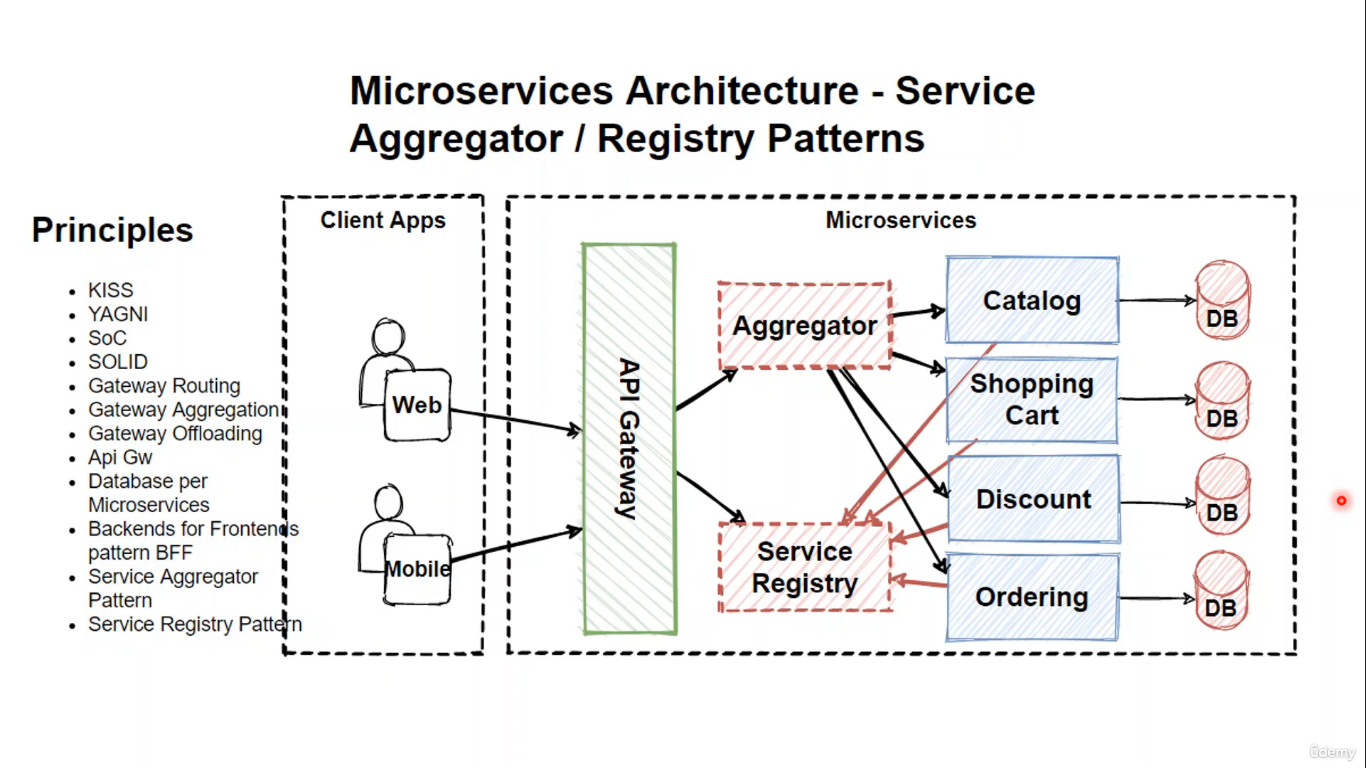 Microservices Architecture - Service
Aggregator / Registry Patterns
Principles
KISS
YAGNI
SoC
SOLID
Gateway Routing
Gateway Aggregation
Gateway Offloading
Api Gw
Database per
Microservices
Backends for Frontends
pattern BFF
Service Aggregator
Pattern
Service Registry Pattern
Client Apps
Web
Mobile
Microservices
API Gateway
Aggregator
Service
Registry
Catalog
Shopping
Cart
Discount
Ordering
DB
DB
DB
DB
ûdemy